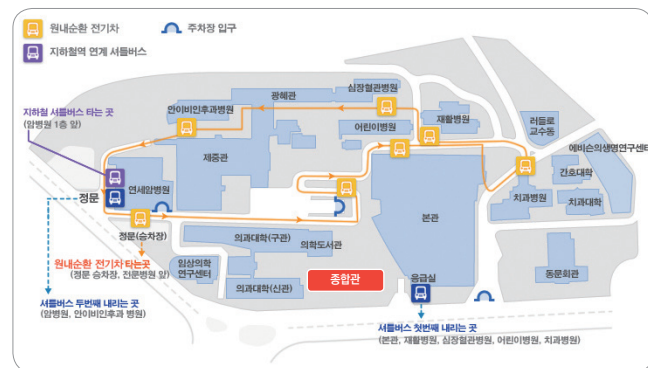 원내순환 전기차
주차장 입구
지하철역 연계 셔틀버스
심장혈관병원
광혜관
안이비인후과병원
어린이병원
재활병원
러들로
교수동
에비슨의생명연구센터
지하철 셔틀버스 타는 곳
(암병원 1층 앞)
제중관
간호대학
정문
연세암병원
치과병원
치과대학
본관
정문(승차장)
의과대학(구관)
의학도서관
원내순환 전기차 타는곳
(정문 승차장, 전문병원 앞)
임상의학
연구센터
종합관
응급실
동문회관
의과대학(신관)
셔틀버스 두번째 내리는 곳
(암병원, 안이비인후과 병원)
셔틀버스 첫번째 내리는 곳
(본관, 재활병원, 심장혈관병원, 어린이병원, 치과병원)